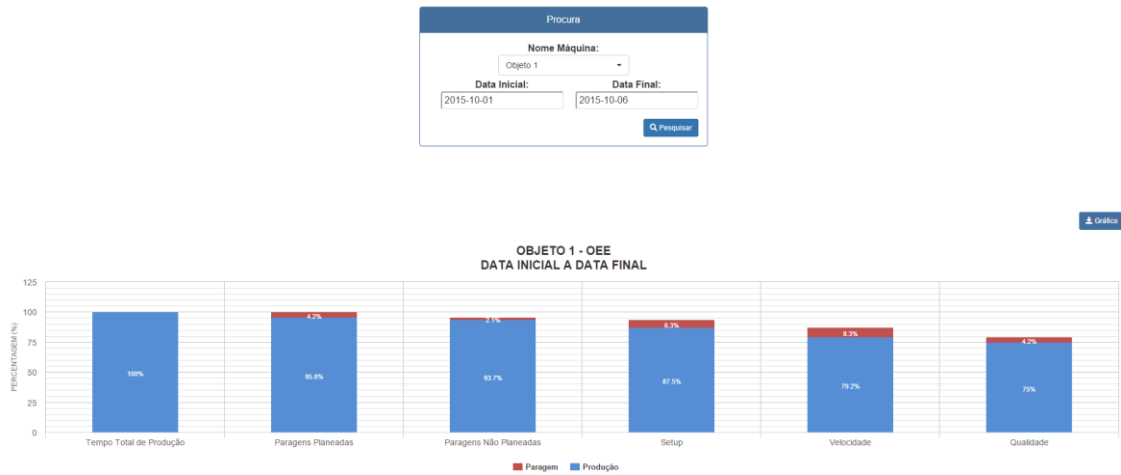 Procura
Nome Máquina:
Objeto 1
Data Inicial: Data Final:
2015-10-01 2015-10-06
Pesquisar
Gráfico
OBJETO 1 - OEE
DATA INICIAL A DATA FINAL
PERCENTAGEM (%)
125
100
75
50
25
0
4.2% 2.1% 6.3% 8.3% 4.2%
100% 95.8% 93.7% 87.5% 79.2% 75%
Tempo Total de Produção Paragens Planeadas Paragens Não Planeadas Setup Velocidade Qualidade
Paragem Produção